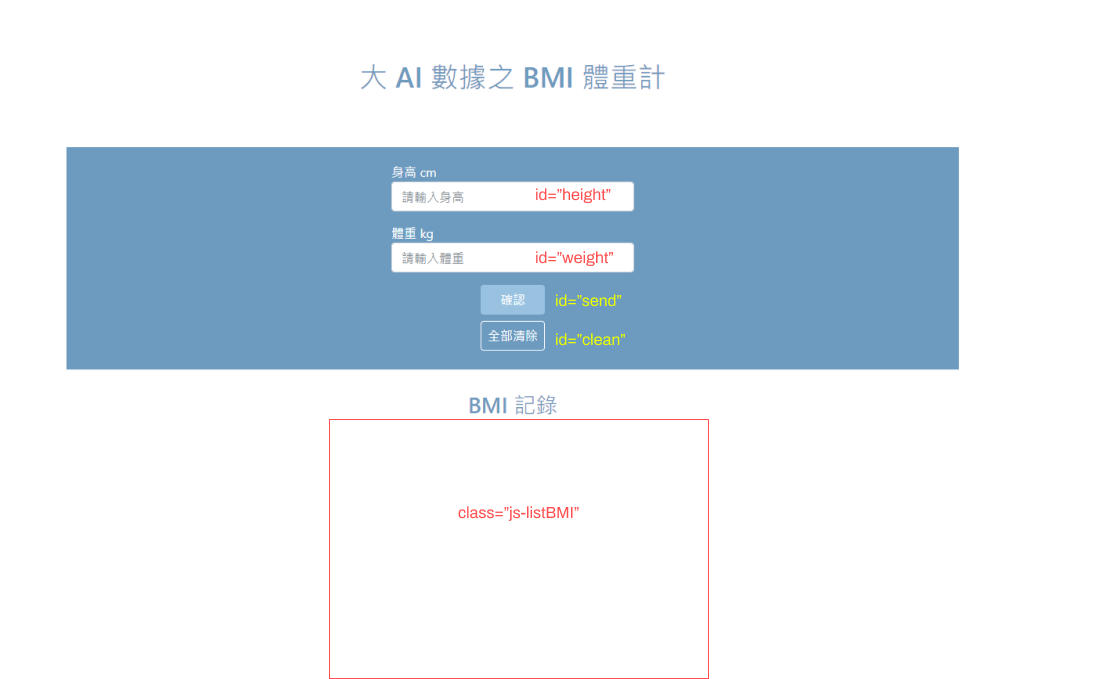 大 AI 數據之 BMI 體重計
身高 cm
請輸入身高 id=”height”
體重 kg
請輸入體重 id=”weight”
確認 id=”send”
全部清除 id=”clean”
BMI 記錄
class=”js-listBMI”